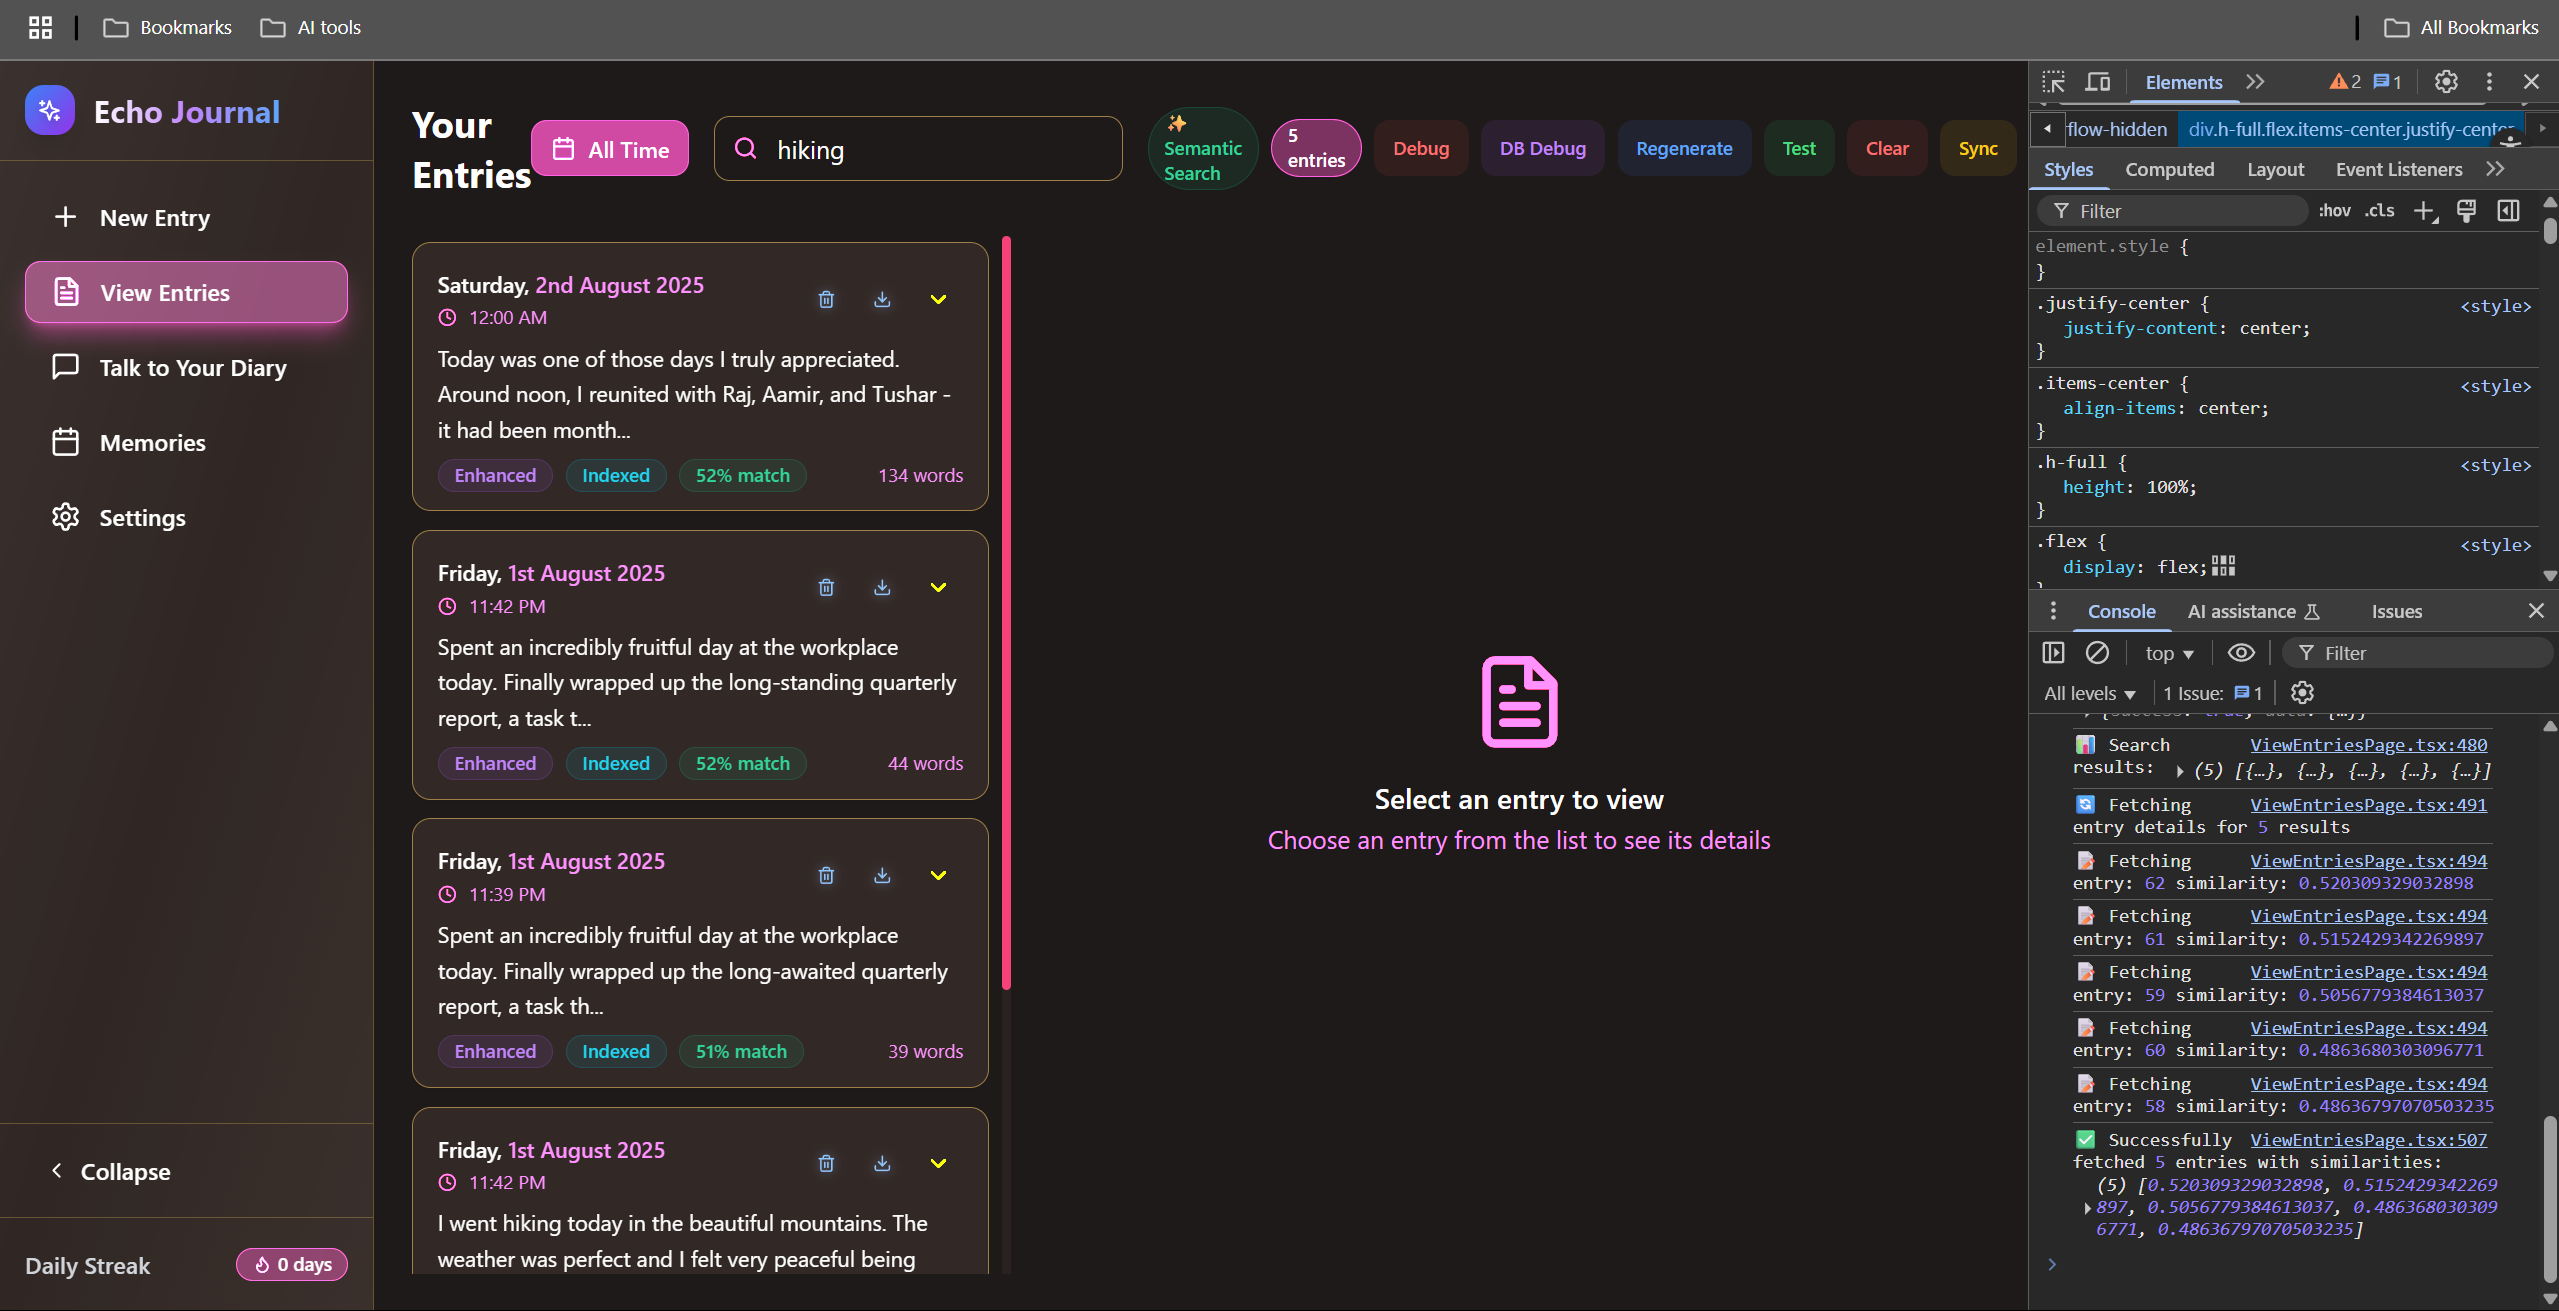 Bookmarks
AI tools
All Bookmarks
Echo Journal
New Entry
View Entries
Talk to Your Diary
Memories
Settings
Collapse
Daily Streak
0 days
Your
Entries
All Time
hiking
Semantic
Search
5
entries
Debug
DB Debug
Regenerate
Test
Clear
Sync
Saturday, 2nd August 2025
12:00 AM
Today was one of those days I truly appreciated.
Around noon, I reunited with Raj, Aamir, and Tushar -
it had been month...
Enhanced
Indexed
52% match
134 words
Friday, 1st August 2025
11:42 PM
Spent an incredibly fruitful day at the workplace
today. Finally wrapped up the long-standing quarterly
report, a task t...
Enhanced
Indexed
52% match
44 words
Friday, 1st August 2025
11:39 PM
Spent an incredibly fruitful day at the workplace
today. Finally wrapped up the long-awaited quarterly
report, a task th...
Enhanced
Indexed
51% match
39 words
Friday, 1st August 2025
11:42 PM
I went hiking today in the beautiful mountains. The
weather was perfect and I felt very peaceful being
Select an entry to view
Choose an entry from the list to see its details
Elements
2
1
flow-hidden
div.h-full.flex.items-center.justify-cente
Styles
Computed
Layout
Event Listeners
Filter
:hov
.cls
element.style {
}
.justify-center {
<style>
justify-content: center;
}
.items-center {
<style>
align-items: center;
}
.h-full {
<style>
height: 100%;
}
.flex {
<style>
display: flex;
Console
AI assistance
Issues
top
Filter
All levels
1 Issue: 1
Search ViewEntriesPage.tsx:480
results: (5) [{…}, {…}, {…}, {…}, {…}]
Fetching ViewEntriesPage.tsx:491
entry details for 5 results
Fetching ViewEntriesPage.tsx:494
entry: 62 similarity: 0.520309329032898
Fetching ViewEntriesPage.tsx:494
entry: 61 similarity: 0.5152429342269897
Fetching ViewEntriesPage.tsx:494
entry: 59 similarity: 0.5056779384613037
Fetching ViewEntriesPage.tsx:494
entry: 60 similarity: 0.4863680303096771
Fetching ViewEntriesPage.tsx:494
entry: 58 similarity: 0.48636797070503235
Successfully ViewEntriesPage.tsx:507
fetched 5 entries with similarities:
(5) [0.520309329032898, 0.5152429342269
897, 0.5056779384613037, 0.486368030309
6771, 0.48636797070503235]